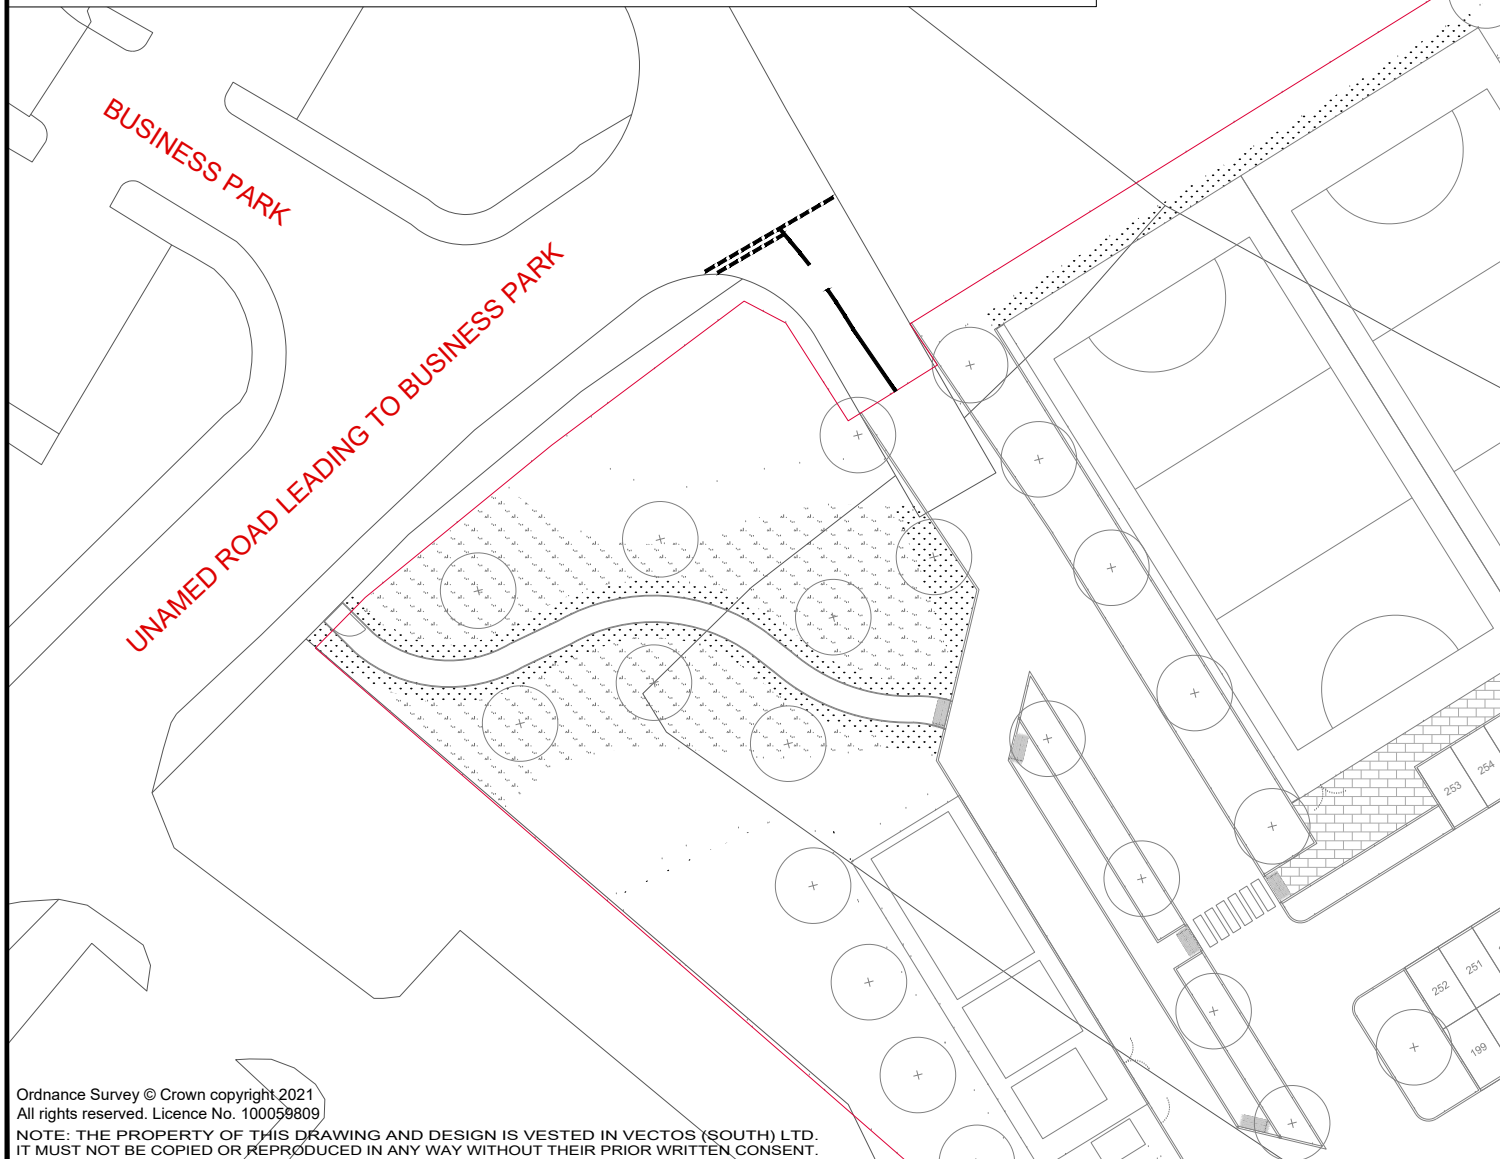 BUSINESS PARK
UNAMED ROAD LEADING TO BUSINESS PARK
254
253
251
252
199
Ordnance Survey © Crown copyright 2021
All rights reserved. Licence No. 100059809
NOTE: THE PROPERTY OF THIS DRAWING AND DESIGN IS VESTED IN VECTOS (SOUTH) LTD.
IT MUST NOT BE COPIED OR REPRODUCED IN ANY WAY WITHOUT THEIR PRIOR WRITTEN CONSENT.